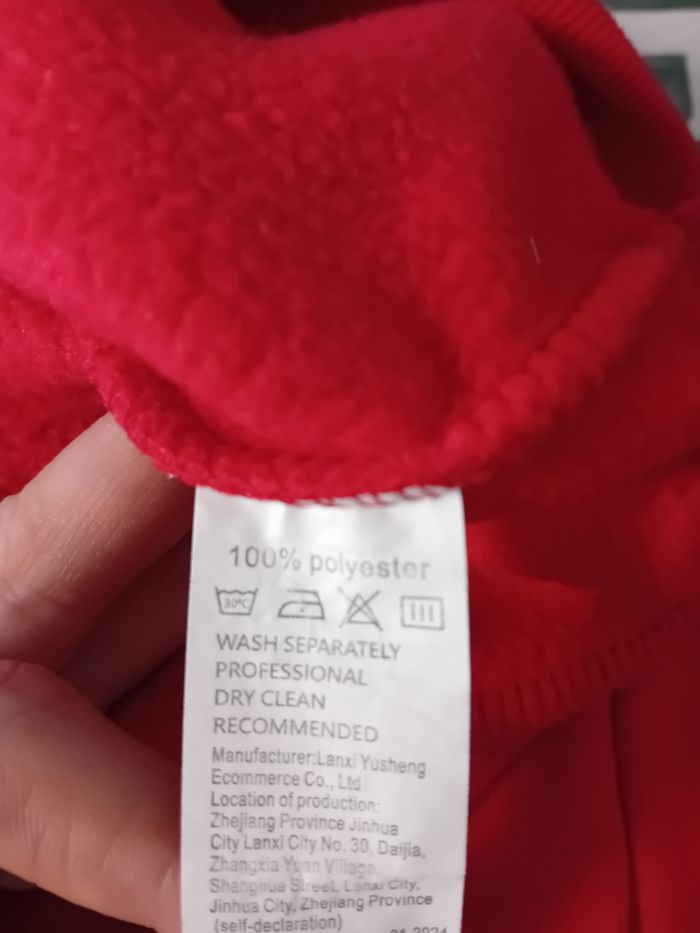 100% polyester
30°C
WASH SEPARATELY
PROFESSIONAL
DRY CLEAN
RECOMMENDED
Manufacturer:Lanxi Yusheng
Ecommerce Co., Ltd
Location of production:
Zhejiang Province Jinhua
City Lanxi City No. 30, Daijia,
Zhangxia Yuan Village,
Shanghua Street, Lanxi City,
Jinhua City, Zhejiang Province
(self-declaration)